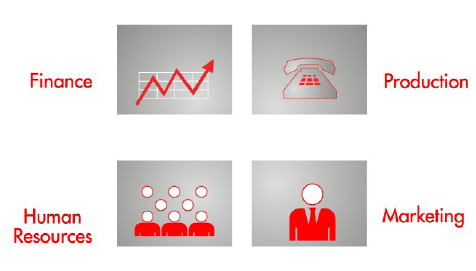 Finance
Production
Human
Resources
Marketing